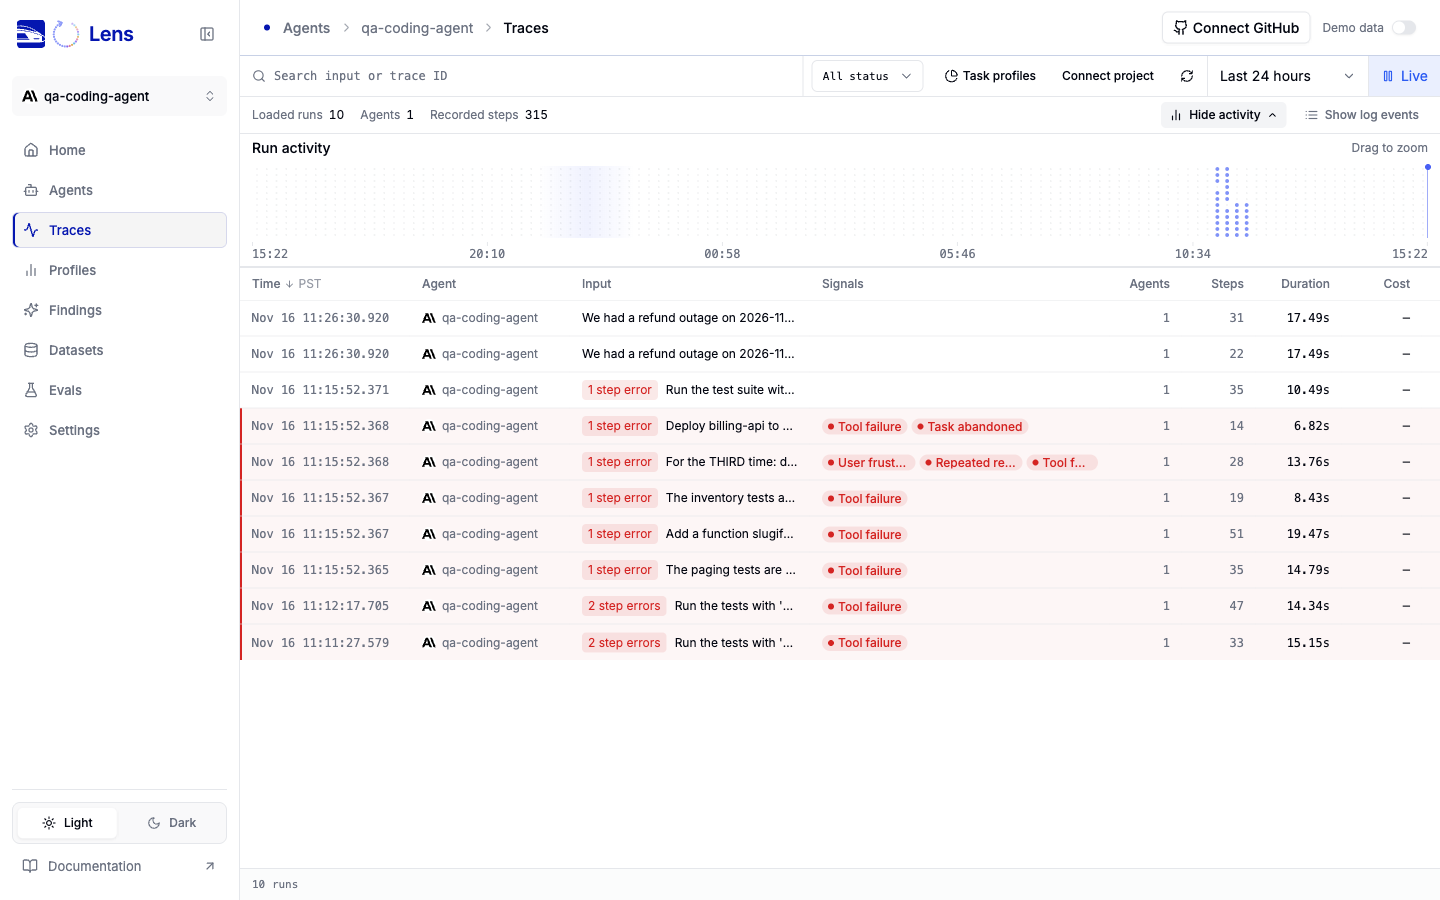 Lens
Agents > qa-coding-agent > Traces
Connect GitHub
Demo data
qa-coding-agent
Home
Agents
Traces
Profiles
Findings
Datasets
Evals
Settings
Light
Dark
Documentation
Search input or trace ID
All status
Task profiles
Connect project
Last 24 hours
Live
Loaded runs 10 Agents 1 Recorded steps 315
Hide activity
Show log events
Run activity
Drag to zoom
15:22 20:10 00:58 05:46 10:34 15:22
Time ↓ PST Agent Input Signals Agents Steps Duration Cost
Nov 16 11:26:30.920 qa-coding-agent We had a refund outage on 2026-11... 1 31 17.49s –
Nov 16 11:26:30.920 qa-coding-agent We had a refund outage on 2026-11... 1 22 17.49s –
Nov 16 11:15:52.371 qa-coding-agent 1 step error Run the test suite wit... 1 35 10.49s –
Nov 16 11:15:52.368 qa-coding-agent 1 step error Deploy billing-api to ... Tool failure Task abandoned 1 14 6.82s –
Nov 16 11:15:52.368 qa-coding-agent 1 step error For the THIRD time: d... User frust... Repeated re... Tool f... 1 28 13.76s –
Nov 16 11:15:52.367 qa-coding-agent 1 step error The inventory tests a... Tool failure 1 19 8.43s –
Nov 16 11:15:52.367 qa-coding-agent 1 step error Add a function slugif... Tool failure 1 51 19.47s –
Nov 16 11:15:52.365 qa-coding-agent 1 step error The paging tests are ... Tool failure 1 35 14.79s –
Nov 16 11:12:17.705 qa-coding-agent 2 step errors Run the tests with '... Tool failure 1 47 14.34s –
Nov 16 11:11:27.579 qa-coding-agent 2 step errors Run the tests with '... Tool failure 1 33 15.15s –
10 runs